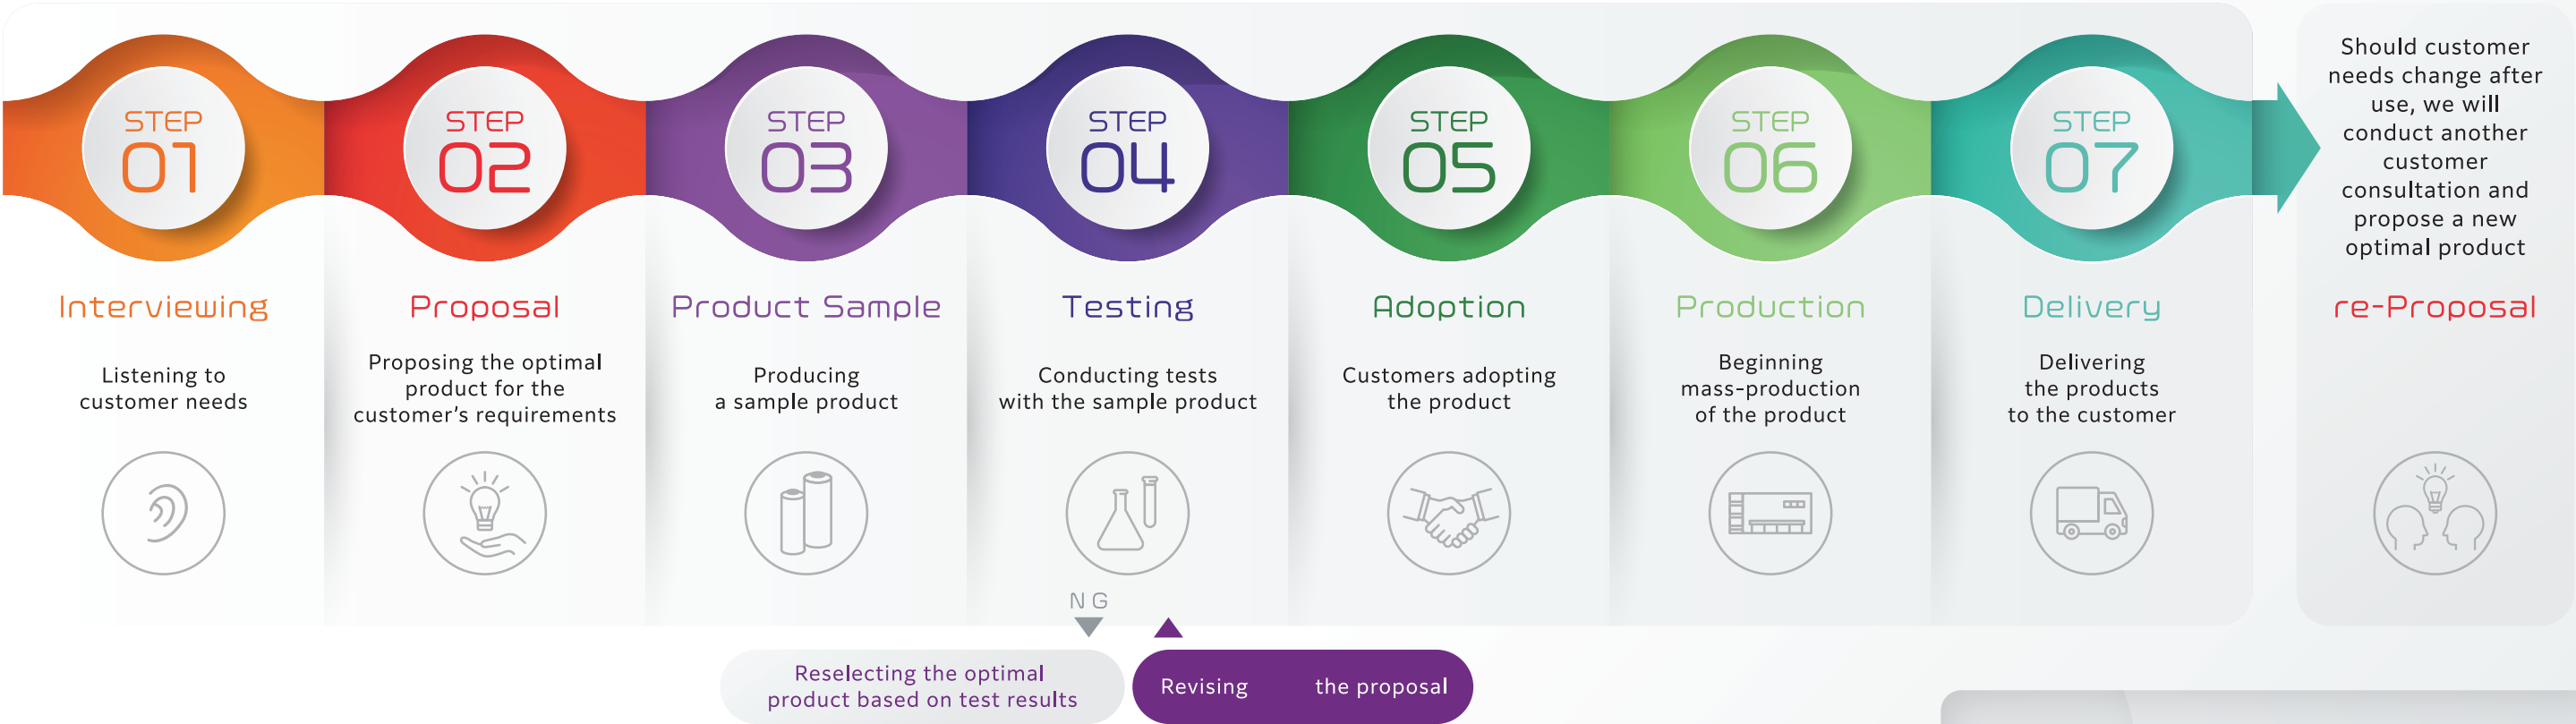 STEP
01
Interviewing
Listening to
customer needs
STEP
02
Proposal
Proposing the optimal
product for the
customer's requirements
STEP
03
Product Sample
Producing
a sample product
STEP
04
Testing
Conducting tests
with the sample product
NG
Reselecting the optimal
product based on test results
Revising the proposal
STEP
05
Adoption
Customers adopting
the product
STEP
06
Production
Beginning
mass-production
of the product
STEP
07
Delivery
Delivering
the products
to the customer
Should customer
needs change after
use, we will
conduct another
customer
consultation and
propose a new
optimal product
re-Proposal